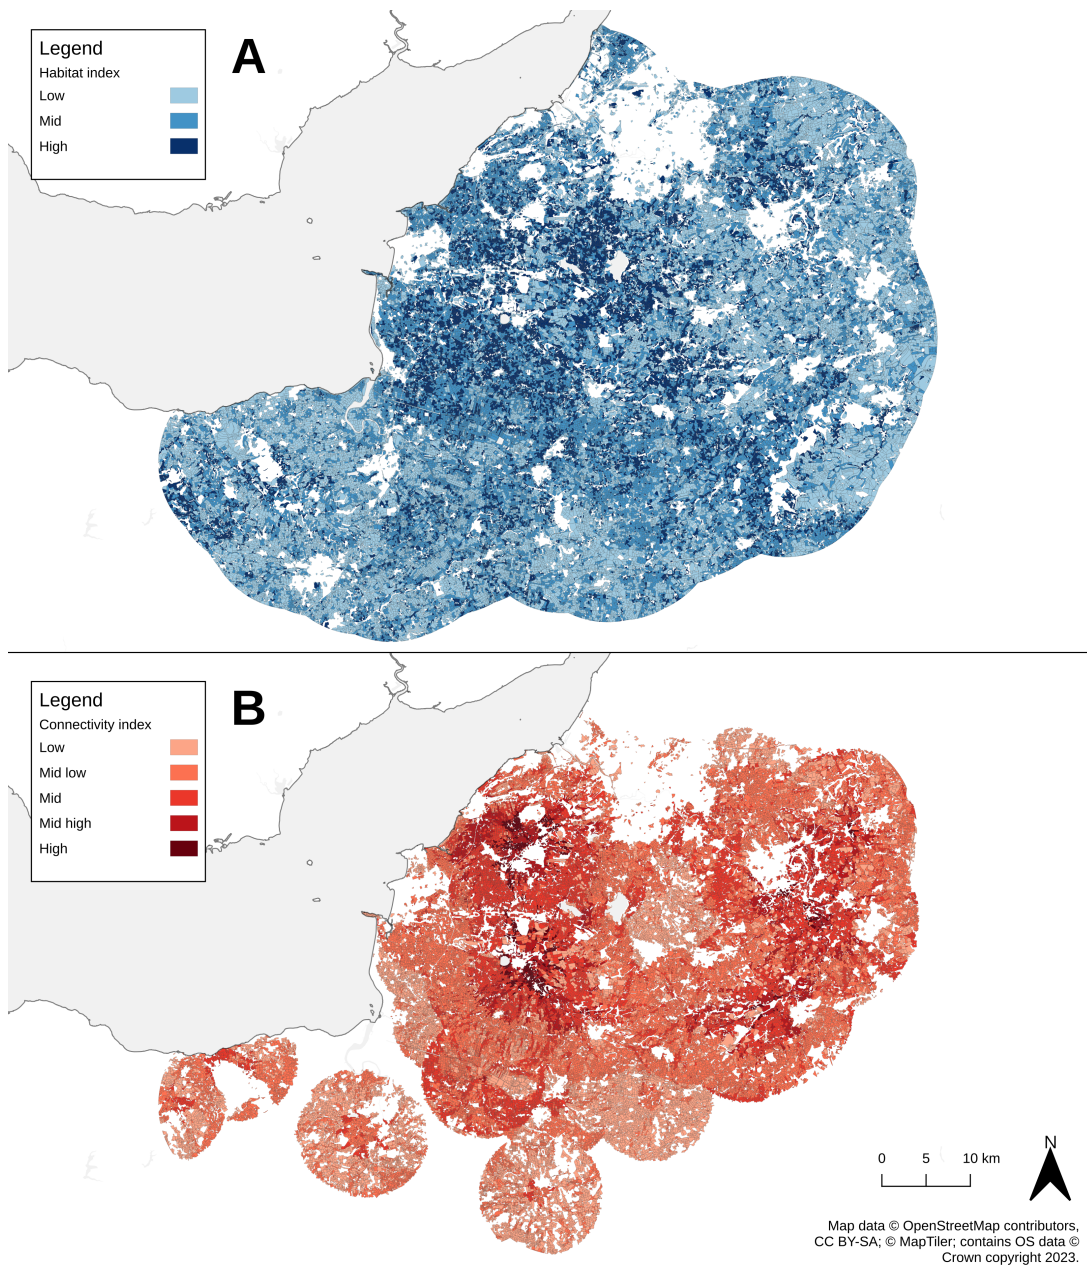 Legend
Habitat index
Low
Mid
High
A
Legend
Connectivity index
Low
Mid low
Mid
Mid high
High
B
N
0 5 10 km
Map data © OpenStreetMap contributors,
CC BY-SA; © MapTiler; contains OS data ©
Crown copyright 2023.